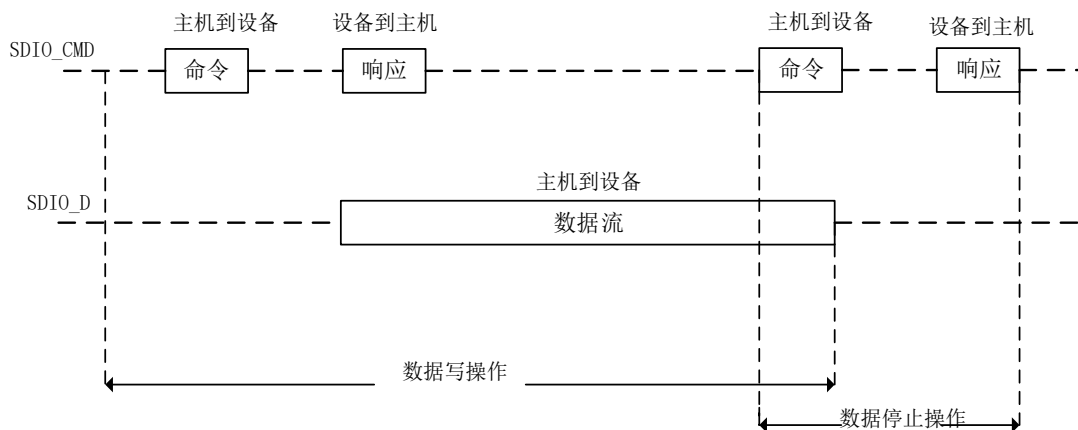 主机到设备
设备到主机
主机到设备
设备到主机
SDIO_CMD
命令
响应
命令
响应
主机到设备
SDIO_D
数据流
数据写操作
数据停止操作